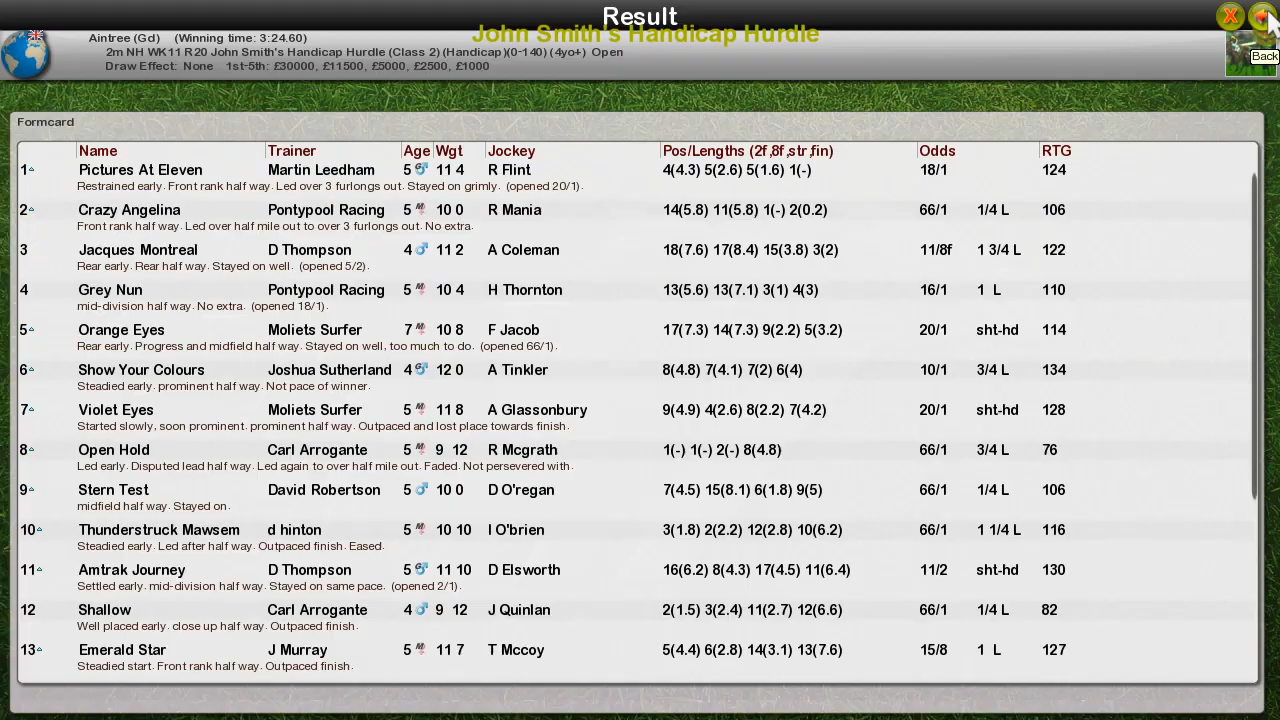 Result
John Smith's Handicap Hurdle
Aintree (Gd) (Winning time: 3:24.60)
2m NH WK11 R20 John Smith's Handicap Hurdle (Class 2) (Handicap)(0-140) (4yo+) Open
Draw Effect: None 1st-5th: £30000, £11500, £5000, £2500, £1000
X
Back
Formcard
Name Trainer Age Wgt Jockey Pos/Lengths (2f,8f,str,fin) Odds RTG
1 Pictures At Eleven Martin Leedham 5 11 4 R Flint 4(4.3) 5(2.6) 5(1.6) 1(-) 18/1 124
Restrained early. Front rank half way. Led over 3 furlongs out. Stayed on grimly. (opened 20/1).
2 Crazy Angelina Pontypool Racing 5 10 0 R Mania 14(5.8) 11(5.8) 1(-) 2(0.2) 66/1 1/4 L 106
Front rank half way. Led over half mile out to over 3 furlongs out. No extra.
3 Jacques Montreal D Thompson 4 11 2 A Coleman 18(7.6) 17(8.4) 15(3.8) 3(2) 11/8f 1 3/4 L 122
Rear early. Rear half way. Stayed on well. (opened 5/2).
4 Grey Nun Pontypool Racing 5 10 4 H Thornton 13(5.6) 13(7.1) 3(1) 4(3) 16/1 1 L 110
mid-division half way. No extra. (opened 18/1).
5 Orange Eyes Moliets Surfer 7 10 8 F Jacob 17(7.3) 14(7.3) 9(2.2) 5(3.2) 20/1 sht-hd 114
Rear early. Progress and midfield half way. Stayed on well, too much to do. (opened 66/1).
6 Show Your Colours Joshua Sutherland 4 12 0 A Tinkler 8(4.8) 7(4.1) 7(2) 6(4) 10/1 3/4 L 134
Steadied early. prominent half way. Not pace of winner.
7 Violet Eyes Moliets Surfer 5 11 8 A Glassonbury 9(4.9) 4(2.6) 8(2.2) 7(4.2) 20/1 sht-hd 128
Started slowly, soon prominent. prominent half way. Outpaced and lost place towards finish.
8 Open Hold Carl Arrogante 5 9 12 R Mcgrath 1(-) 1(-) 2(-) 8(4.8) 66/1 3/4 L 76
Led early. Disputed lead half way. Led again to over half mile out. Faded. Not persevered with.
9 Stern Test David Robertson 5 10 0 D O'regan 7(4.5) 15(8.1) 6(1.8) 9(5) 66/1 1/4 L 106
midfield half way. Stayed on.
10 Thunderstruck Mawsem d hinton 5 10 10 I O'brien 3(1.8) 2(2.2) 12(2.8) 10(6.2) 66/1 1 1/4 L 116
Steadied early. Led after half way. Outpaced finish. Eased.
11 Amtrak Journey D Thompson 5 11 10 D Elsworth 16(6.2) 8(4.3) 17(4.5) 11(6.4) 11/2 sht-hd 130
Settled early. mid-division half way. Stayed on same pace. (opened 2/1).
12 Shallow Carl Arrogante 4 9 12 J Quinlan 2(1.5) 3(2.4) 11(2.7) 12(6.6) 66/1 1/4 L 82
Well placed early. close up half way. Outpaced finish.
13 Emerald Star J Murray 5 11 7 T Mccoy 5(4.4) 6(2.8) 14(3.1) 13(7.6) 15/8 1 L 127
Steadied start. Front rank half way. Outpaced finish.